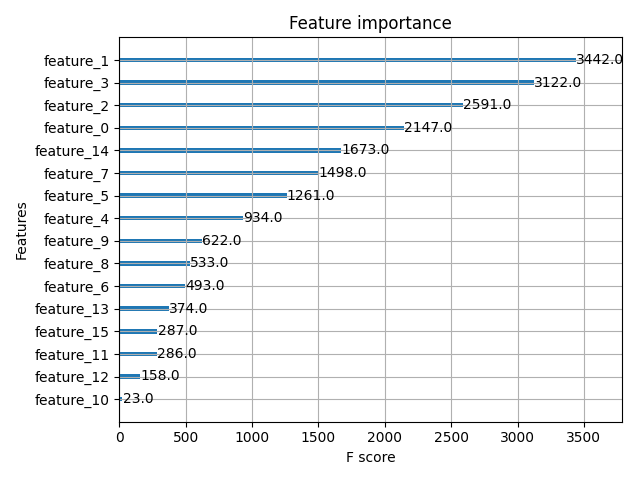 Feature importance
feature_1 3442.0
feature_3 3122.0
feature_2 2591.0
feature_0 2147.0
feature_14 1673.0
feature_7 1498.0
feature_5 1261.0
feature_4 934.0
feature_9 622.0
feature_8 533.0
feature_6 493.0
feature_13 374.0
feature_15 287.0
feature_11 286.0
feature_12 158.0
feature_10 23.0
Features
0 500 1000 1500 2000 2500 3000 3500
F score